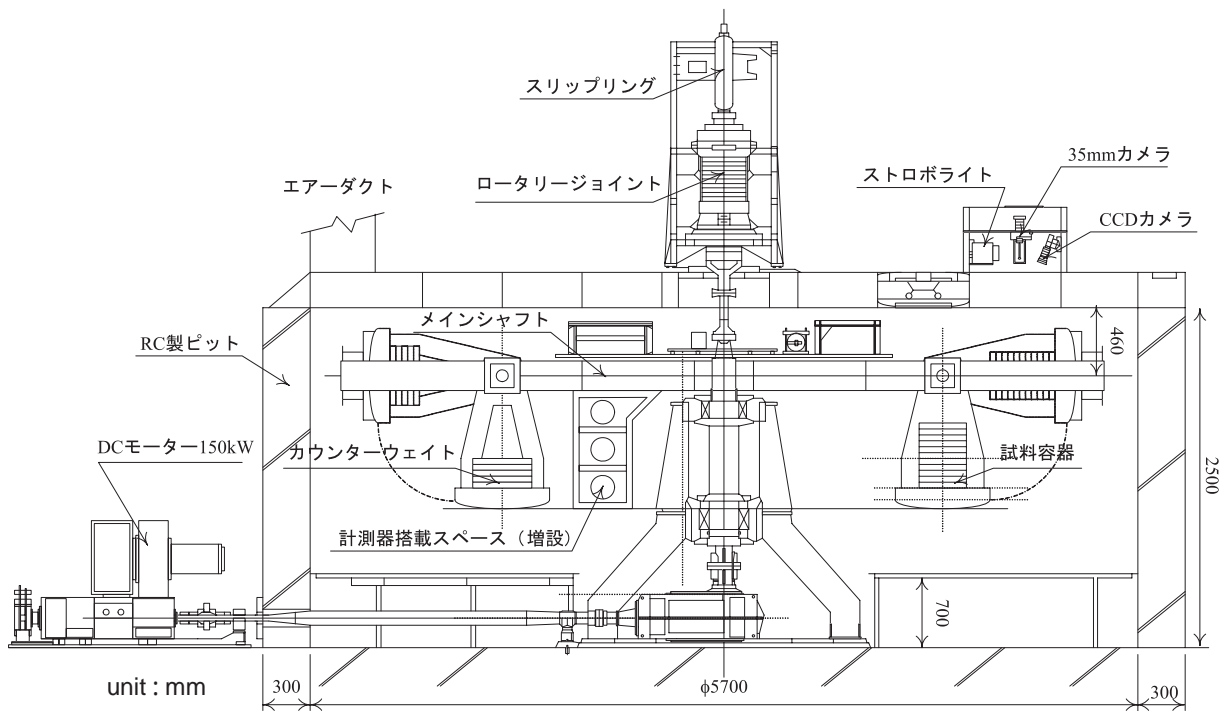 スリップリング
35mmカメラ
ストロボライト
ロータリージョイント
エアーダクト
CCDカメラ
メインシャフト
460
RC製ピット
DCモーター150kW
カウンターウェイト
試料容器
2500
計測器搭載スペース（増設）
700
unit : mm
300
φ5700
300